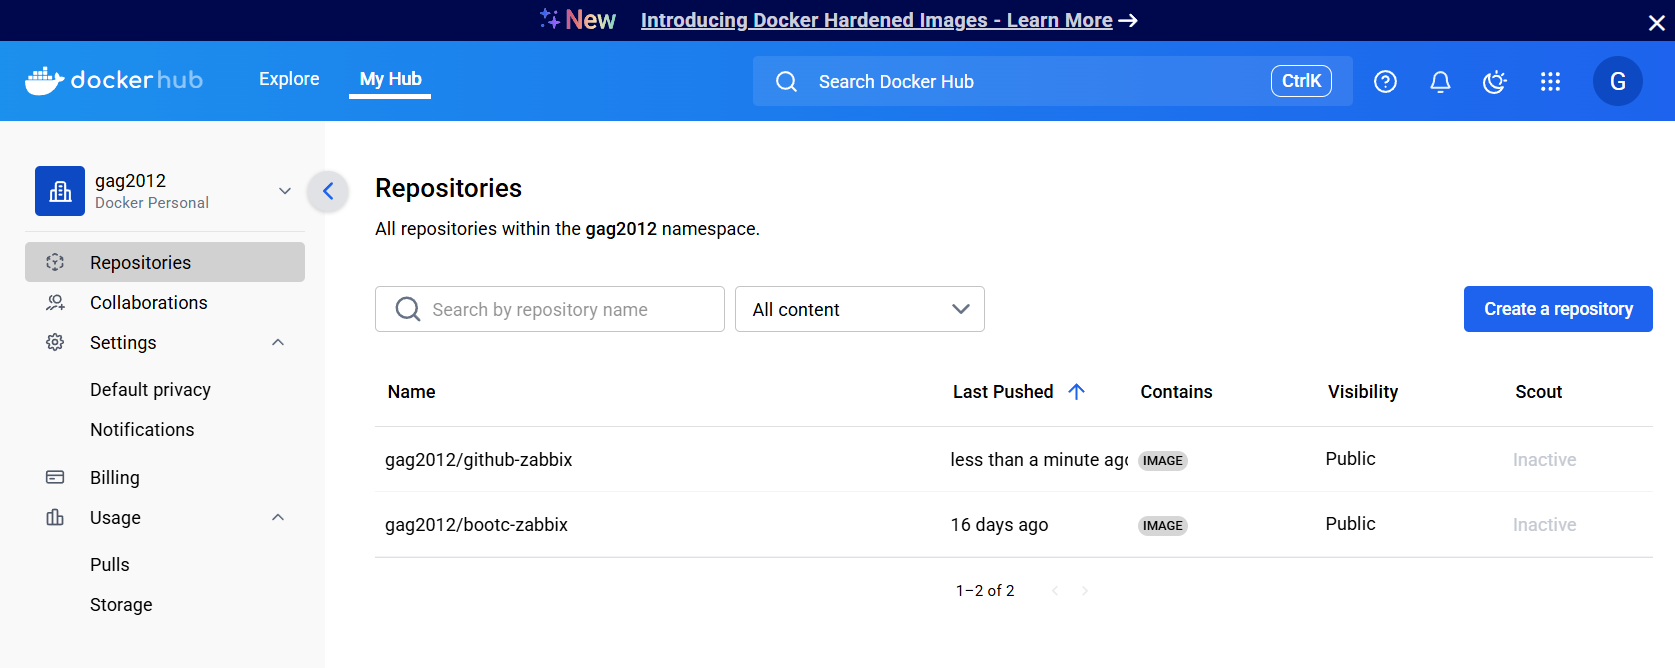 New Introducing Docker Hardened Images - Learn More
docker hub
Explore
My Hub
Search Docker Hub
CtrlK
G
gag2012
Docker Personal
Repositories
Collaborations
Settings
Default privacy
Notifications
Billing
Usage
Pulls
Storage
Repositories
All repositories within the gag2012 namespace.
Search by repository name
All content
Create a repository
Name Last Pushed Contains Visibility Scout
gag2012/github-zabbix less than a minute ago IMAGE Public Inactive
gag2012/bootc-zabbix 16 days ago IMAGE Public Inactive
1–2 of 2